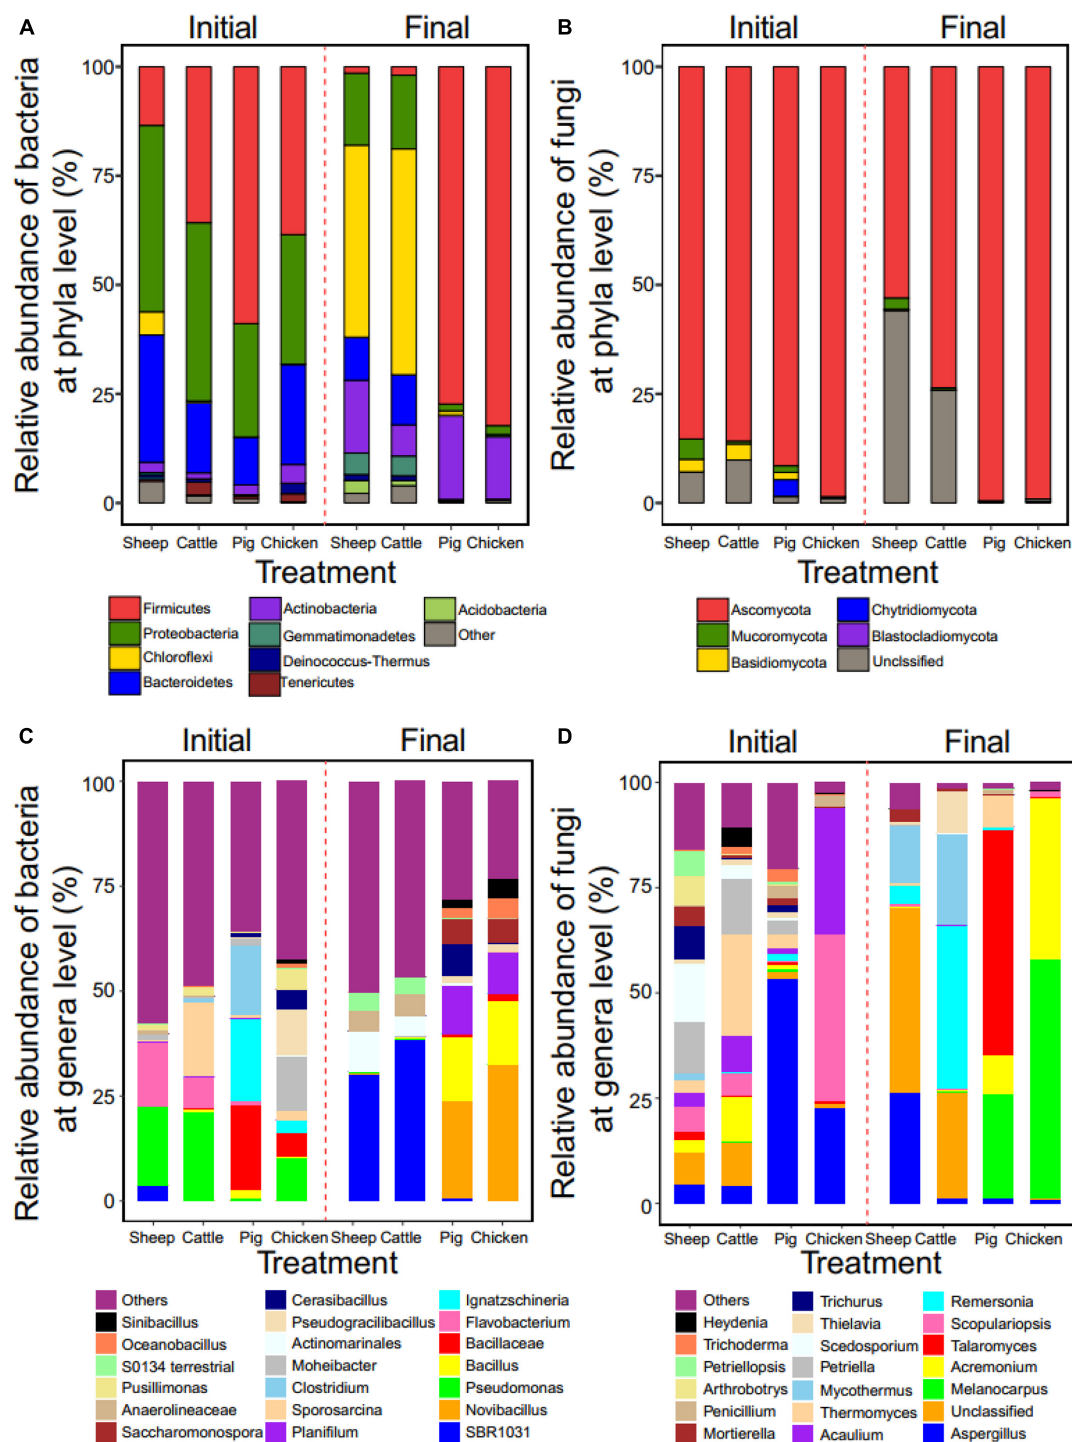 A
Initial
Final
Relative abundance of bacteria
at phyla level (%)
100
75
50
25
0
Sheep Cattle Pig Chicken Sheep Cattle Pig Chicken
Treatment
Firmicutes
Proteobacteria
Chloroflexi
Bacteroidetes
Actinobacteria
Gemmatimonadetes
Deinococcus-Thermus
Tenericutes
Acidobacteria
Other
B
Initial
Final
Relative abundance of fungi
at phyla level (%)
100
75
50
25
0
Sheep Cattle Pig Chicken Sheep Cattle Pig Chicken
Treatment
Ascomycota
Mucoromycota
Basidiomycota
Chytridiomycota
Blastocladiomycota
Unclssified
C
Initial
Final
Relative abundance of bacteria
at genera level (%)
100
75
50
25
0
Sheep Cattle Pig Chicken Sheep Cattle Pig Chicken
Treatment
Others
Sinibacillus
Oceanobacillus
S0134 terrestrial
Pusillimonas
Anaerolineaceae
Saccharomonospora
Cerasibacillus
Pseudogracilibacillus
Actinomarinales
Moheibacter
Clostridium
Sporosarcina
Planifilum
Ignatzschineria
Flavobacterium
Bacillaceae
Bacillus
Pseudomonas
Novibacillus
SBR1031
D
Initial
Final
Relative abundance of fungi
at genera level (%)
100
75
50
25
0
Sheep Cattle Pig Chicken Sheep Cattle Pig Chicken
Treatment
Others
Heydenia
Trichoderma
Petriellopsis
Arthrobotrys
Penicillium
Mortierella
Trichurus
Thielavia
Scedosporium
Petriella
Mycothermus
Thermomyces
Acaulium
Remersonia
Scopulariopsis
Talaromyces
Acremonium
Melanocarpus
Unclassified
Aspergillus